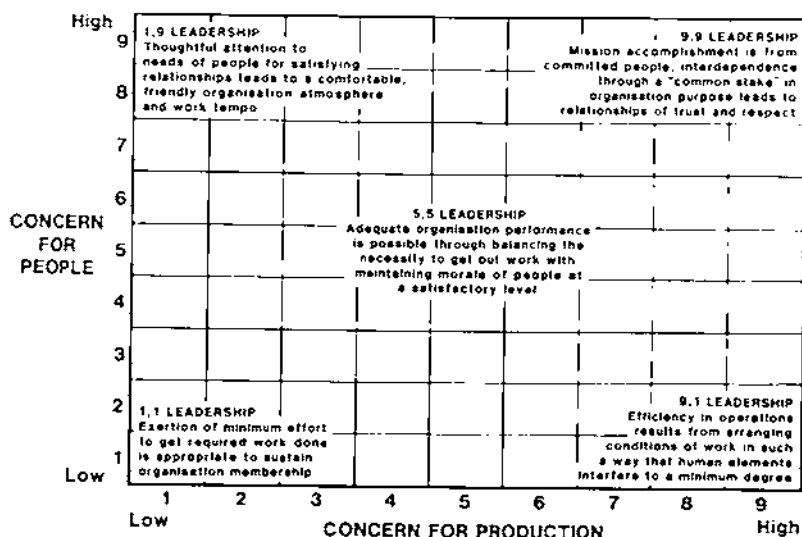 High
9
8
7
6
5
4
3
2
1
Low
CONCERN
FOR
PEOPLE
1,9 LEADERSHIP
Thoughtful attention to
needs of people for satisfying
relationships leads to a comfortable,
friendly organisation atmosphere
and work tempo
9,9 LEADERSHIP
Mission accomplishment is from
committed people, interdependence
through a "common stake" in
organisation purpose leads to
relationships of trust and respect
5,5 LEADERSHIP
Adequate organisation performance
is possible through balancing the
necessity to get out work with
maintaining morale of people at
a satisfactory level
1,1 LEADERSHIP
Exertion of minimum effort
to get required work done
is appropriate to sustain
organisation membership
9,1 LEADERSHIP
Efficiency in operations
results from arranging
conditions of work in such
a way that human elements
interfere to a minimum degree
1 2 3 4 5 6 7 8 9
Low
CONCERN FOR PRODUCTION
High